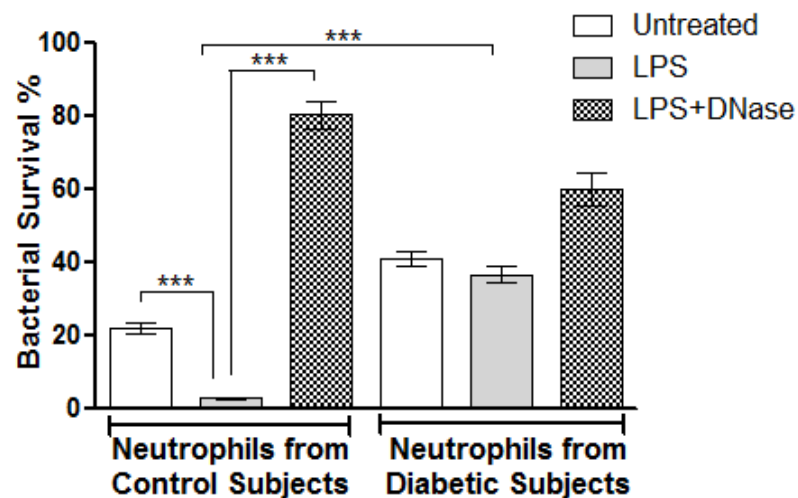 Bacterial Survival %
100
80
60
40
20
0
***
***
***
Untreated
LPS
LPS+DNase
Neutrophils from
Control Subjects
Neutrophils from
Diabetic Subjects